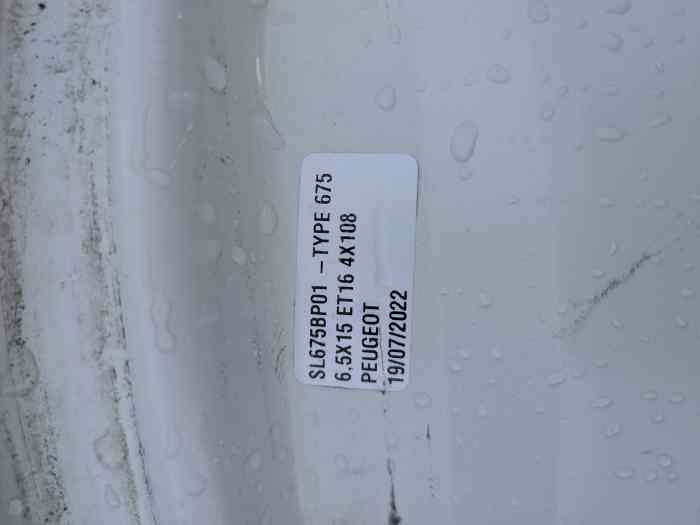 SL675BP01 – TYPE 675
6,5X15 ET16 4X108
PEUGEOT
19/07/2022